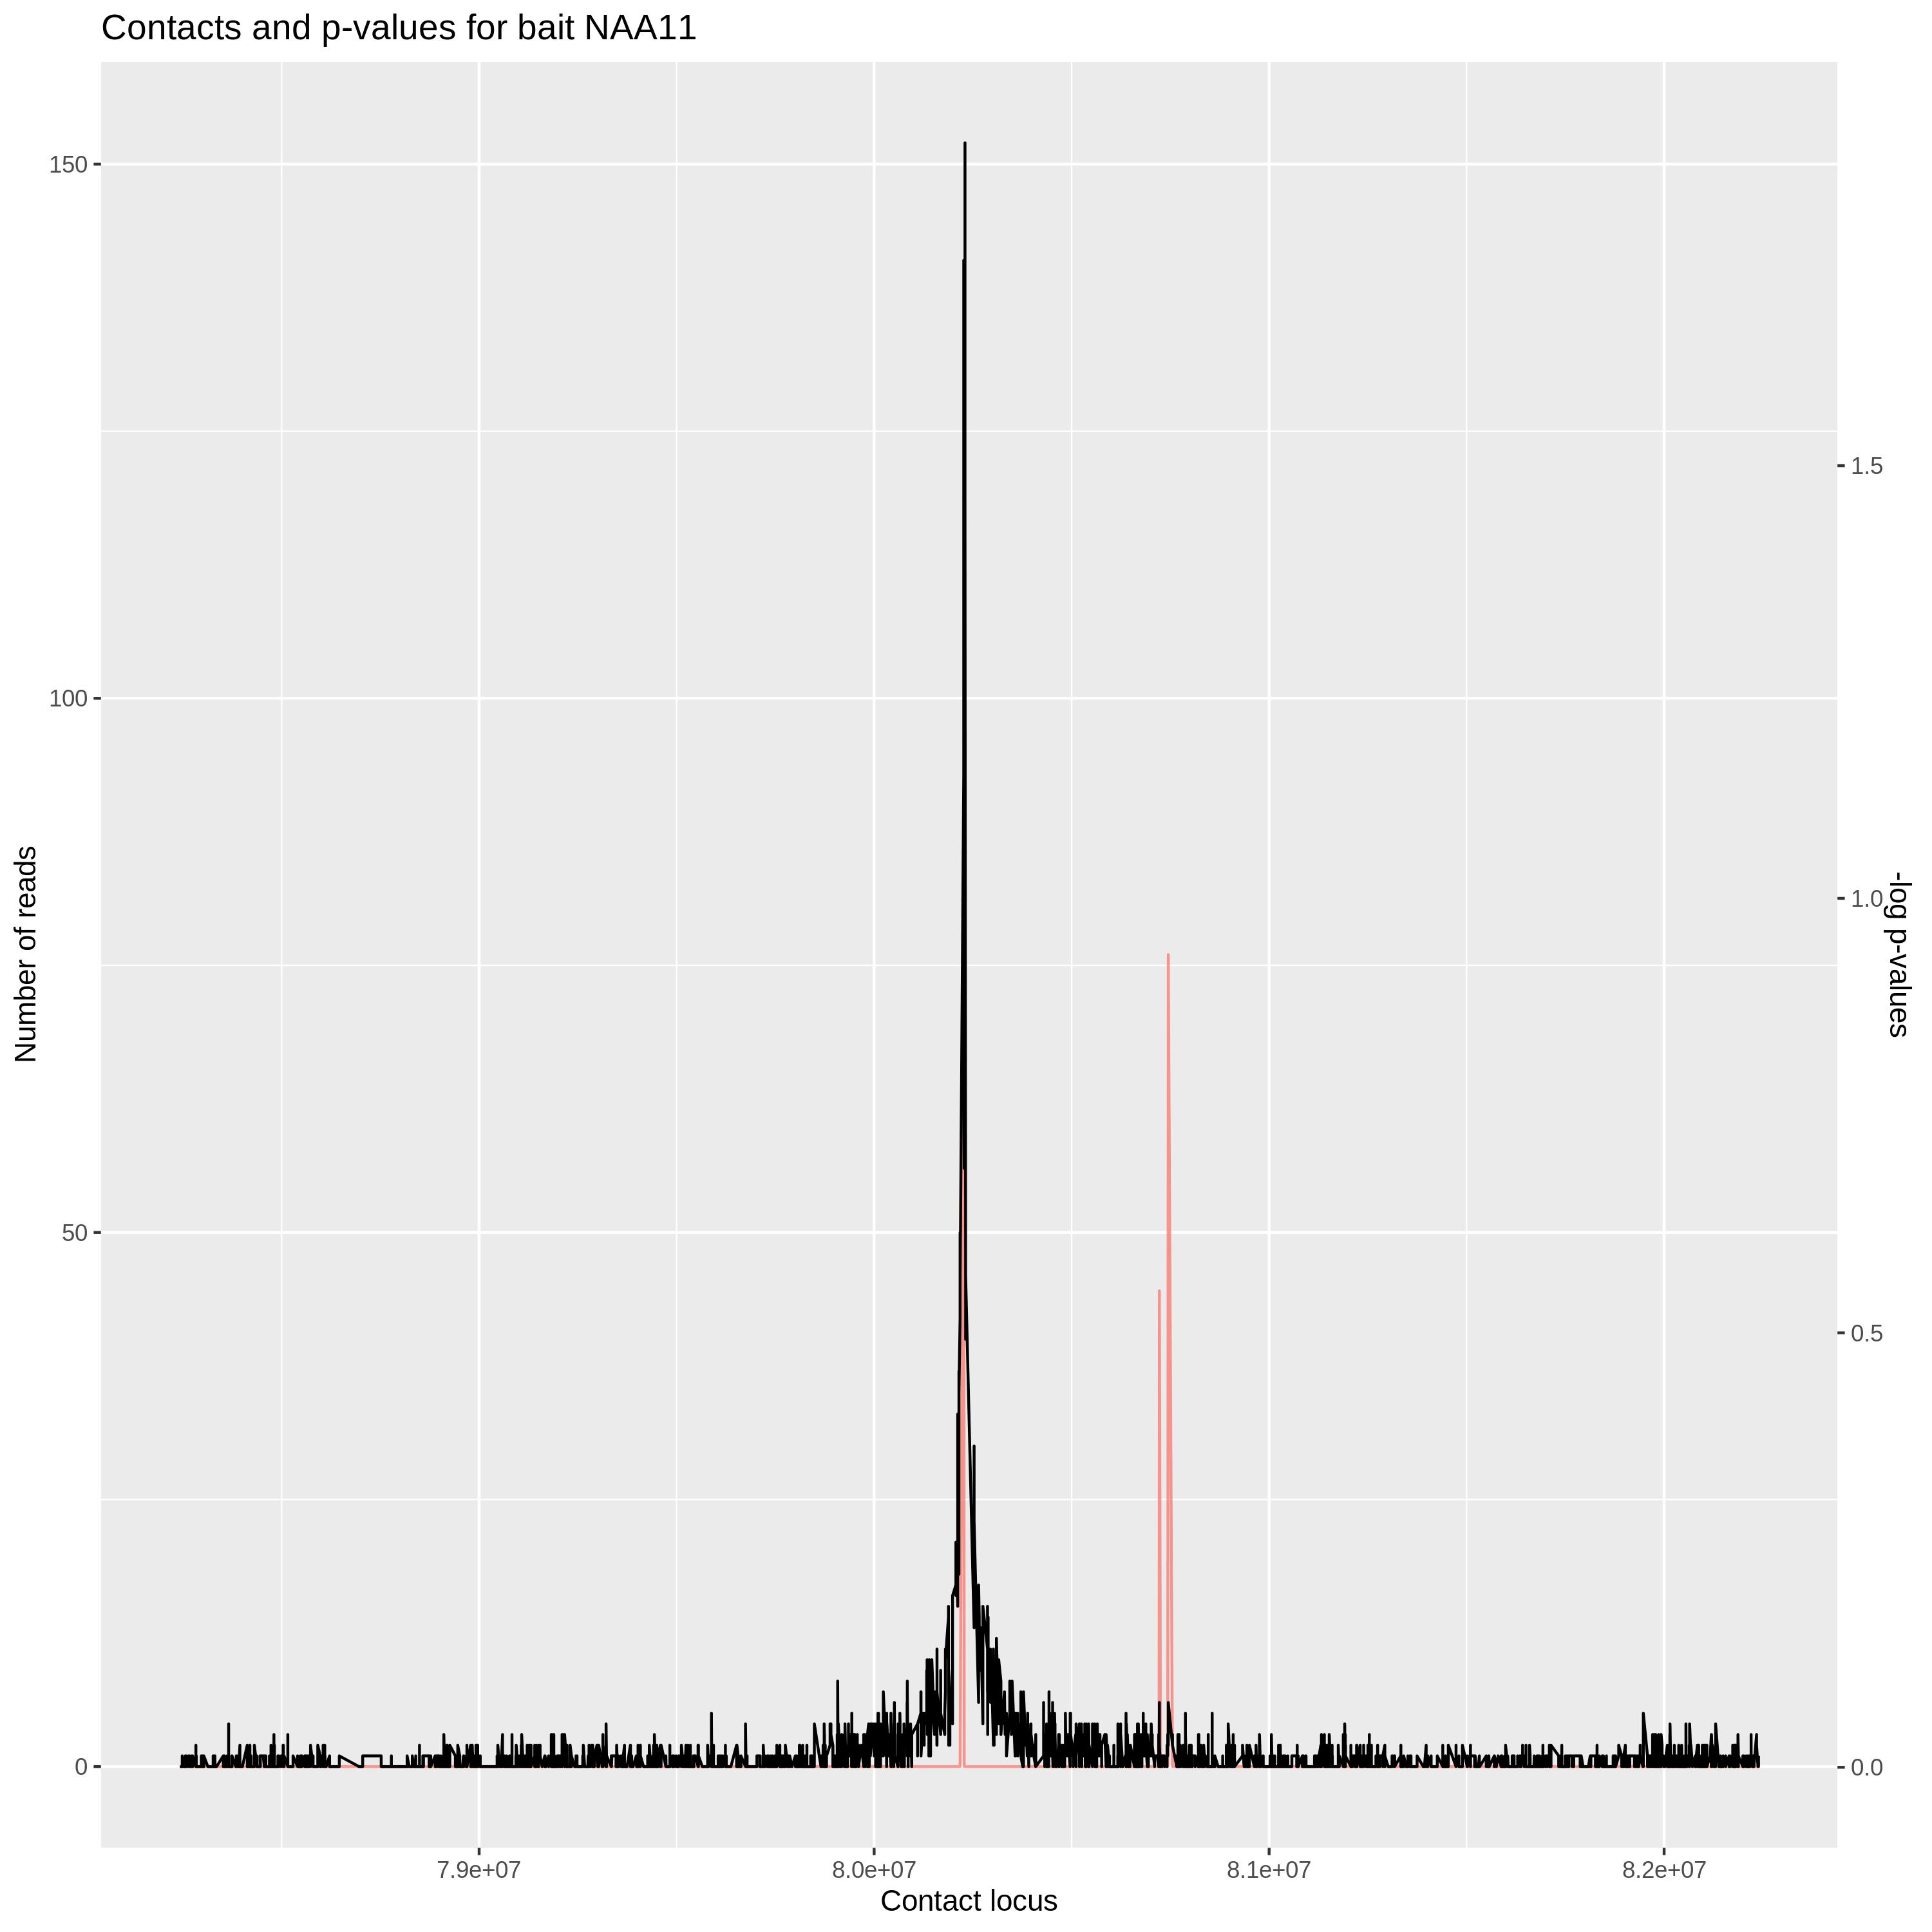 Contacts and p-values for bait NAA11
150
100
50
0
Number of reads
1.5
1.0
0.5
0.0
-log p-values
7.9e+07
8.0e+07
8.1e+07
8.2e+07
Contact locus